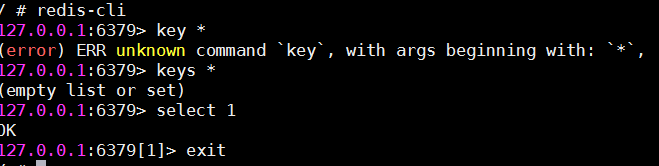 / # redis-cli
127.0.0.1:6379> key *
(error) ERR unknown command `key`, with args beginning with: `*`,
127.0.0.1:6379> keys *
(empty list or set)
127.0.0.1:6379> select 1
OK
127.0.0.1:6379[1]> exit
/ #